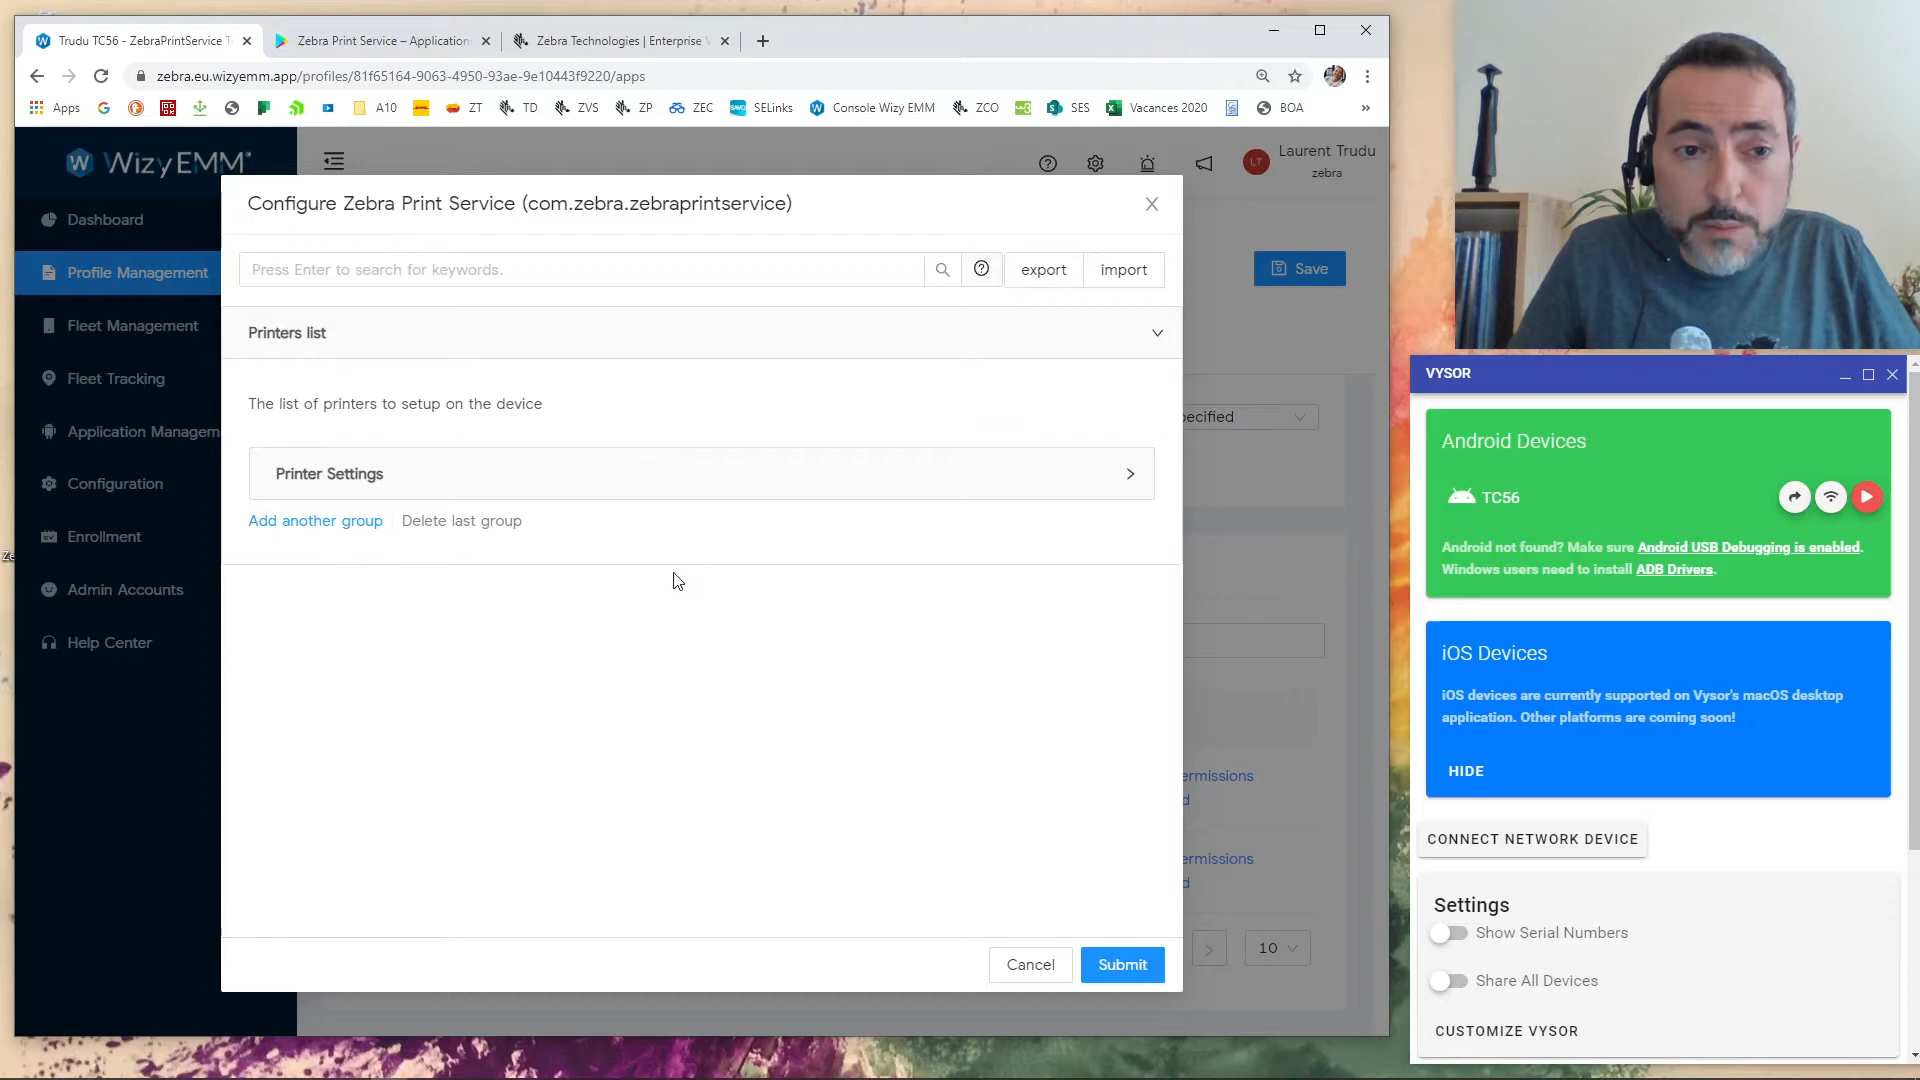 Trudu TC56 - ZebraPrintService T
Zebra Print Service – Application
Zebra Technologies | Enterprise V
zebra.eu.wizyemm.app/profiles/81f65164-9063-4950-93ae-9e10443f9220/apps
Apps A10 ZT TD ZVS ZP ZEC SELinks Console Wizy EMM ZCO SES Vacances 2020 BOA »
WizyEMM
Laurent Trudu
LT
zebra
Dashboard
Profile Management
Fleet Management
Fleet Tracking
Application Managem
Configuration
Enrollment
Admin Accounts
Help Center
Save
Configure Zebra Print Service (com.zebra.zebraprintservice)
Press Enter to search for keywords.
export
import
Printers list
The list of printers to setup on the device
Printer Settings
Add another group
Delete last group
Cancel
Submit
pecified
ermissions
d
ermissions
d
10
Ze
VYSOR
Android Devices
TC56
Android not found? Make sure Android USB Debugging is enabled.
Windows users need to install ADB Drivers.
iOS Devices
iOS devices are currently supported on Vysor's macOS desktop
application. Other platforms are coming soon!
HIDE
CONNECT NETWORK DEVICE
Settings
Show Serial Numbers
Share All Devices
CUSTOMIZE VYSOR